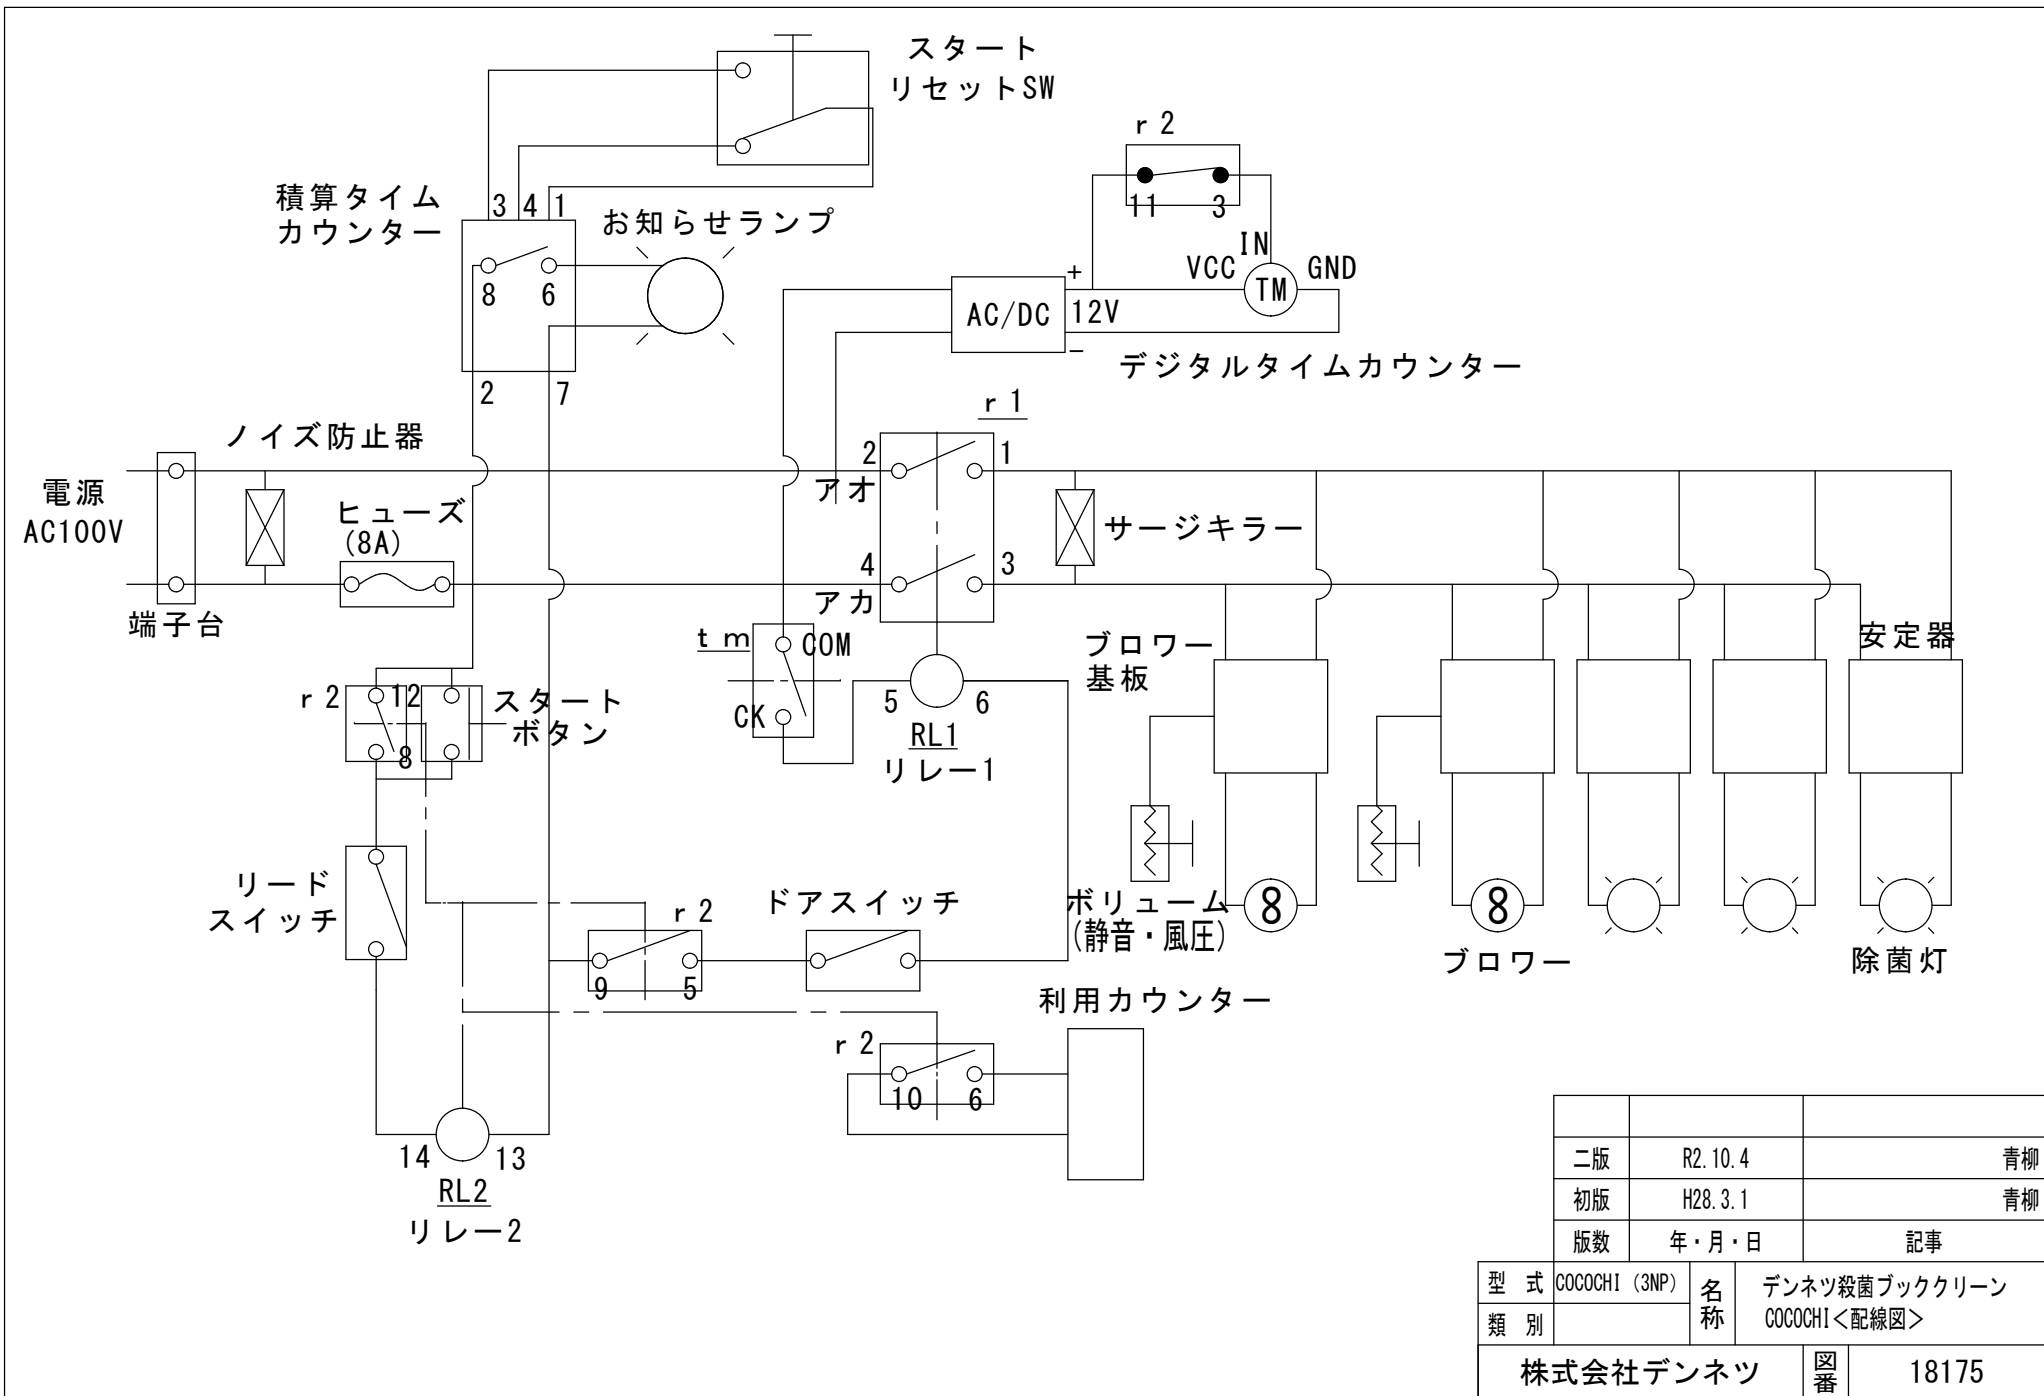 スタート
リセットSW
r 2
11
3
積算タイム
カウンター
3
4
1
お知らせランプ
8
6
2
7
IN
VCC
GND
TM
AC/DC
+
12V
−
デジタルタイムカウンター
r 1
ノイズ防止器
電源
AC100V
ヒューズ
(8A)
端子台
2
1
アオ
4
3
アカ
サージキラー
t m
COM
CK
5
6
RL1
リレー1
ブロワー
基板
安定器
r 2
12
8
スタート
ボタン
リード
スイッチ
r 2
9
5
ドアスイッチ
ボリューム
(静音・風圧)
8
8
ブロワー
除菌灯
利用カウンター
r 2
10
6
14
13
RL2
リレー2
二版 R2.10.4 青柳
初版 H28.3.1 青柳
版数 年・月・日 記事
型 式 COCOCHI (3NP)
類 別
名称
デンネツ殺菌ブッククリーン
COCOCHI＜配線図＞
株式会社デンネツ
図番
18175